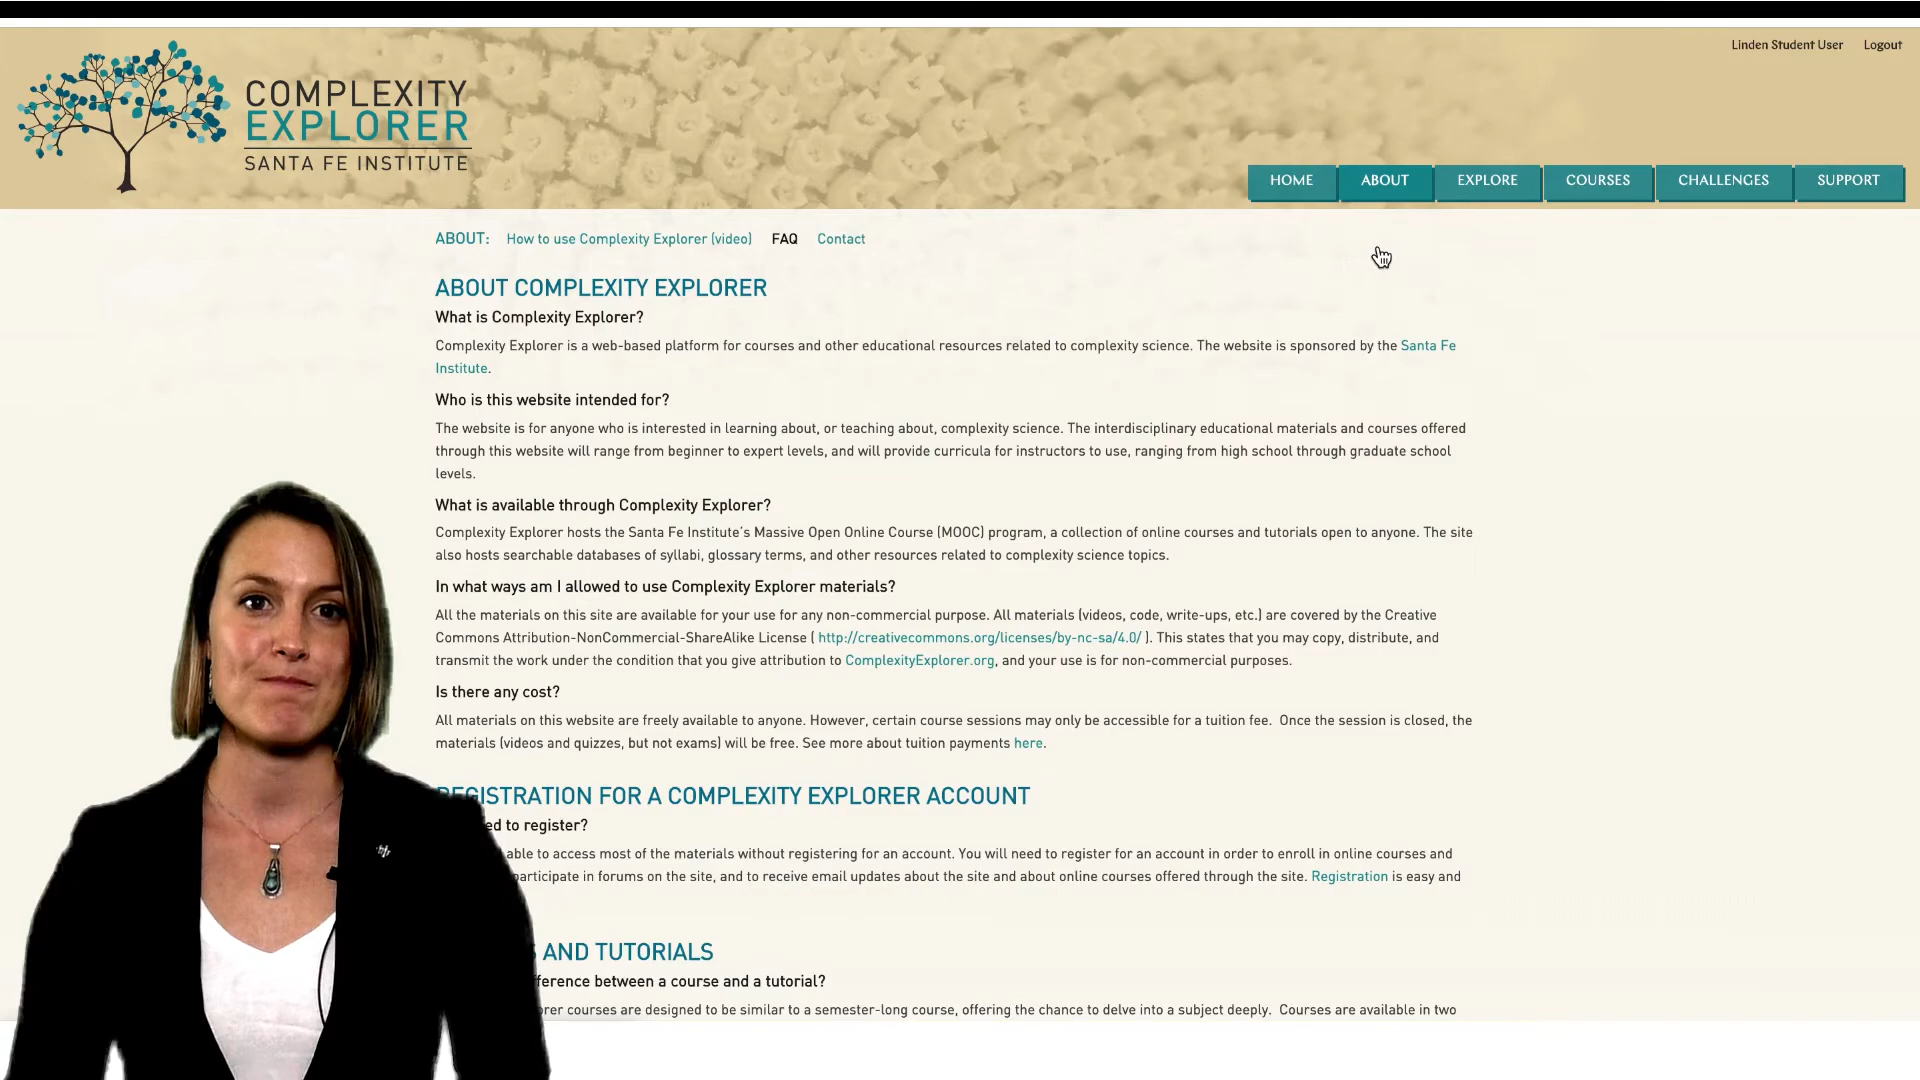 Linden Student User Logout
COMPLEXITY
EXPLORER
SANTA FE INSTITUTE
HOME ABOUT EXPLORE COURSES CHALLENGES SUPPORT
ABOUT: How to use Complexity Explorer (video) FAQ Contact
ABOUT COMPLEXITY EXPLORER
What is Complexity Explorer?
Complexity Explorer is a web-based platform for courses and other educational resources related to complexity science. The website is sponsored by the Santa Fe
Institute.
Who is this website intended for?
The website is for anyone who is interested in learning about, or teaching about, complexity science. The interdisciplinary educational materials and courses offered
through this website will range from beginner to expert levels, and will provide curricula for instructors to use, ranging from high school through graduate school
levels.
What is available through Complexity Explorer?
Complexity Explorer hosts the Santa Fe Institute's Massive Open Online Course (MOOC) program, a collection of online courses and tutorials open to anyone. The site
also hosts searchable databases of syllabi, glossary terms, and other resources related to complexity science topics.
In what ways am I allowed to use Complexity Explorer materials?
All the materials on this site are available for your use for any non-commercial purpose. All materials (videos, code, write-ups, etc.) are covered by the Creative
Commons Attribution-NonCommercial-ShareAlike License ( http://creativecommons.org/licenses/by-nc-sa/4.0/ ). This states that you may copy, distribute, and
transmit the work under the condition that you give attribution to ComplexityExplorer.org, and your use is for non-commercial purposes.
Is there any cost?
All materials on this website are freely available to anyone. However, certain course sessions may only be accessible for a tuition fee. Once the session is closed, the
materials (videos and quizzes, but not exams) will be free. See more about tuition payments here.
REGISTRATION FOR A COMPLEXITY EXPLORER ACCOUNT
to register?
able to access most of the materials without registering for an account. You will need to register for an account in order to enroll in online courses and
participate in forums on the site, and to receive email updates about the site and about online courses offered through the site. Registration is easy and
AND TUTORIALS
between a course and a tutorial?
courses are designed to be similar to a semester-long course, offering the chance to delve into a subject deeply. Courses are available in two